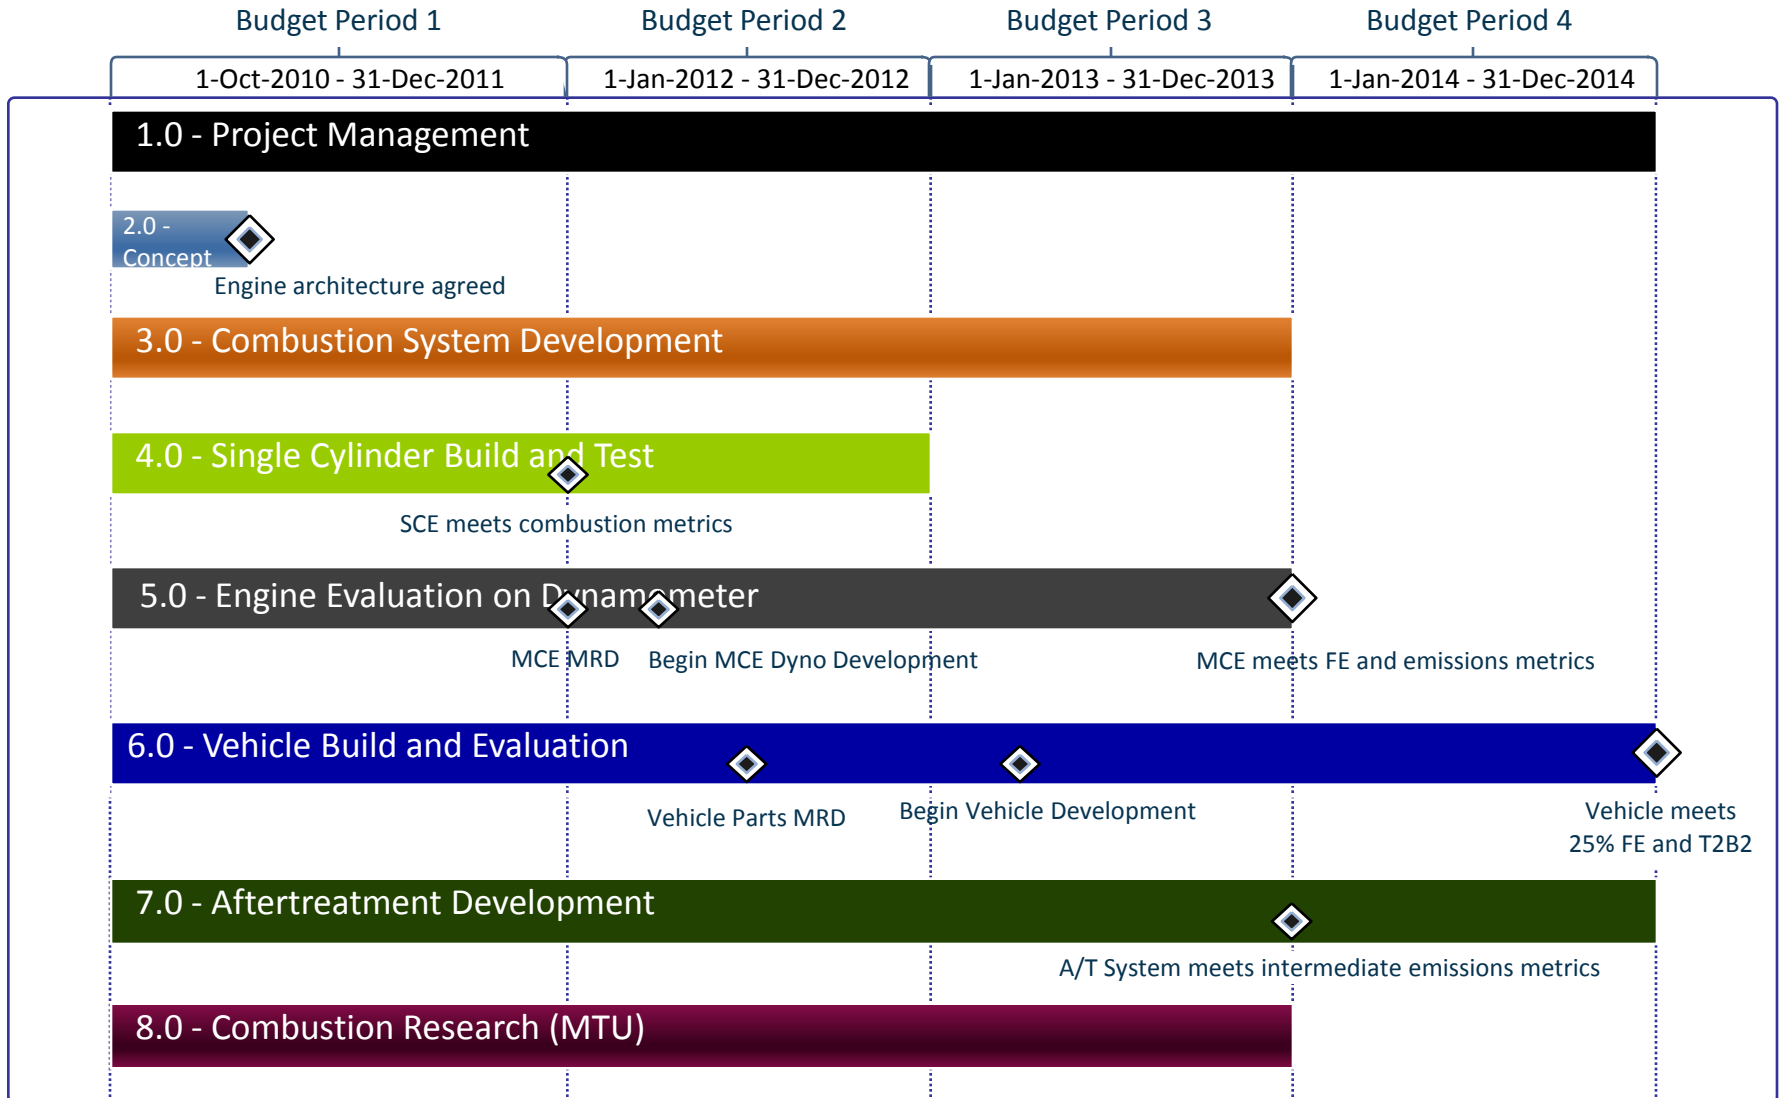 Budget Period 1
Budget Period 2
Budget Period 3
Budget Period 4
1-Oct-2010 - 31-Dec-2011
1-Jan-2012 - 31-Dec-2012
1-Jan-2013 - 31-Dec-2013
1-Jan-2014 - 31-Dec-2014
1.0 - Project Management
2.0 -
Concept
Engine architecture agreed
3.0 - Combustion System Development
4.0 - Single Cylinder Build and Test
SCE meets combustion metrics
5.0 - Engine Evaluation on Dynamometer
MCE MRD
Begin MCE Dyno Development
MCE meets FE and emissions metrics
6.0 - Vehicle Build and Evaluation
Vehicle Parts MRD
Begin Vehicle Development
Vehicle meets
25% FE and T2B2
7.0 - Aftertreatment Development
A/T System meets intermediate emissions metrics
8.0 - Combustion Research (MTU)